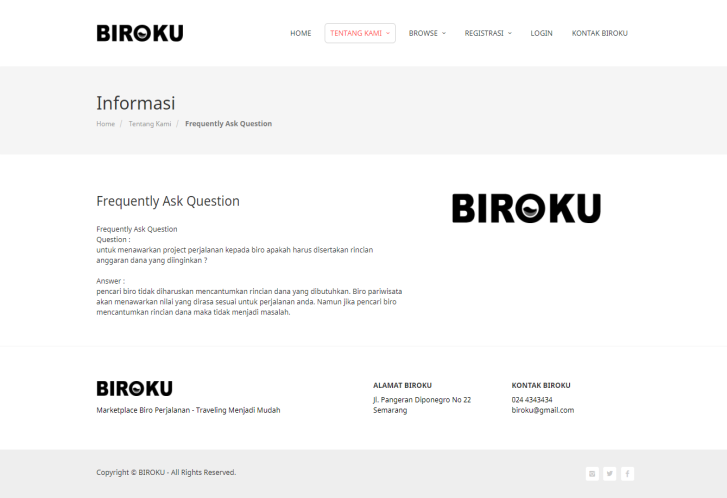 BIROKU
HOME TENTANG KAMI BROWSE REGISTRASI LOGIN KONTAK BIROKU
Informasi
Home / Tentang Kami / Frequently Ask Question
Frequently Ask Question
BIROKU
Frequently Ask Question
Question :
untuk menawarkan project perjalanan kepada biro apakah harus disertakan rincian
anggaran dana yang diinginkan ?
Answer :
pencari biro tidak diharuskan mencantumkan rincian dana yang dibutuhkan. Biro pariwisata
akan menawarkan nilai yang dirasa sesuai untuk perjalanan anda. Namun jika pencari biro
mencantumkan rincian dana maka tidak menjadi masalah.
BIROKU
Marketplace Biro Perjalanan - Traveling Menjadi Mudah
ALAMAT BIROKU
Jl. Pangeran Diponegro No 22
Semarang
KONTAK BIROKU
024 4343434
biroku@gmail.com
Copyright © BIROKU - All Rights Reserved.